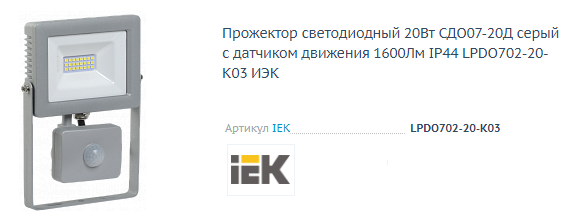 Прожектор светодиодный 20Вт СДО07-20Д серый
с датчиком движения 1600Лм IP44 LPDO702-20-
K03 ИЭК
Артикул IEK LPDO702-20-K03
iEK